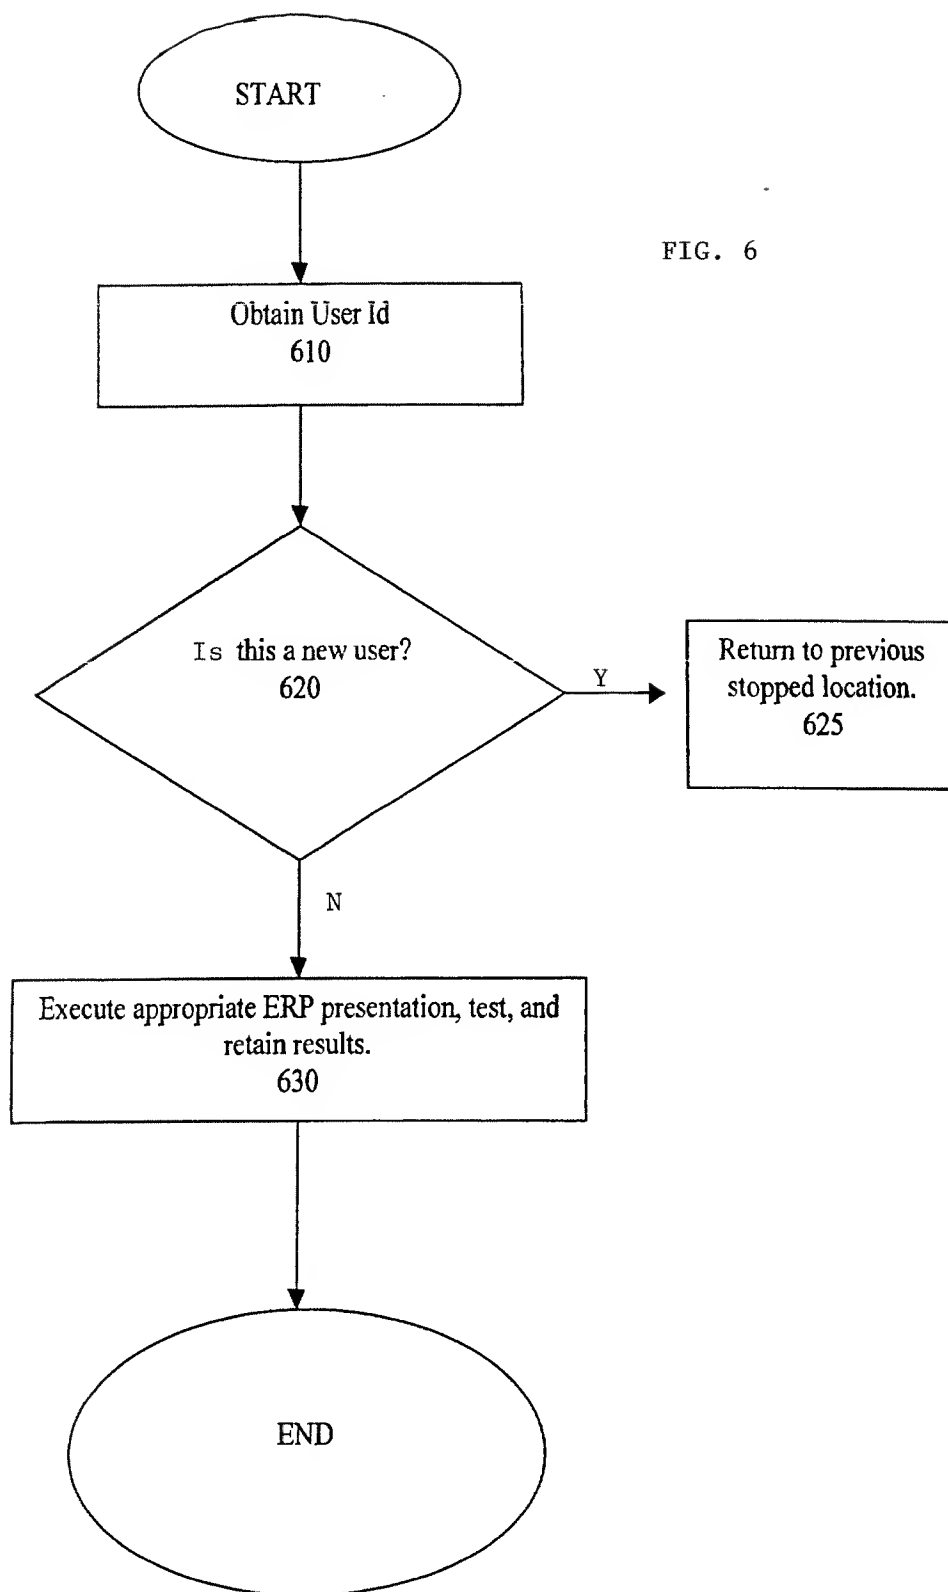 START
FIG. 6
Obtain User Id
610
Is this a new user?
620
Y
Return to previous
stopped location.
625
N
Execute appropriate ERP presentation, test, and
retain results.
630
END